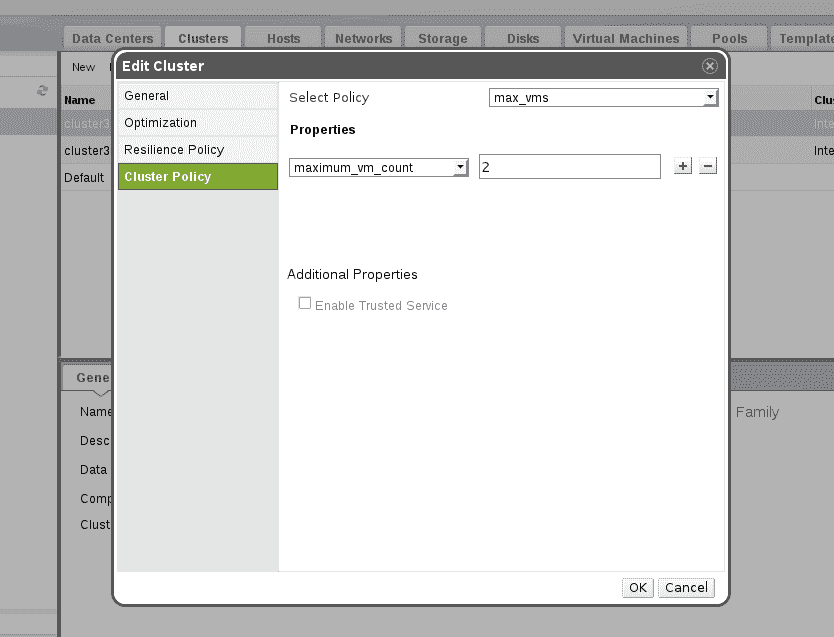 Data Centers Clusters Hosts Networks Storage Disks Virtual Machines Pools Template
New
Edit Cluster
Name
Clu
cluster3
Inte
cluster3
Inte
Default
General
Optimization
Resilience Policy
Cluster Policy
Select Policy max_vms
Properties
maximum_vm_count 2 + −
Additional Properties
Enable Trusted Service
Gene
Name
Family
Desc
Data
Comp
Clust
OK Cancel